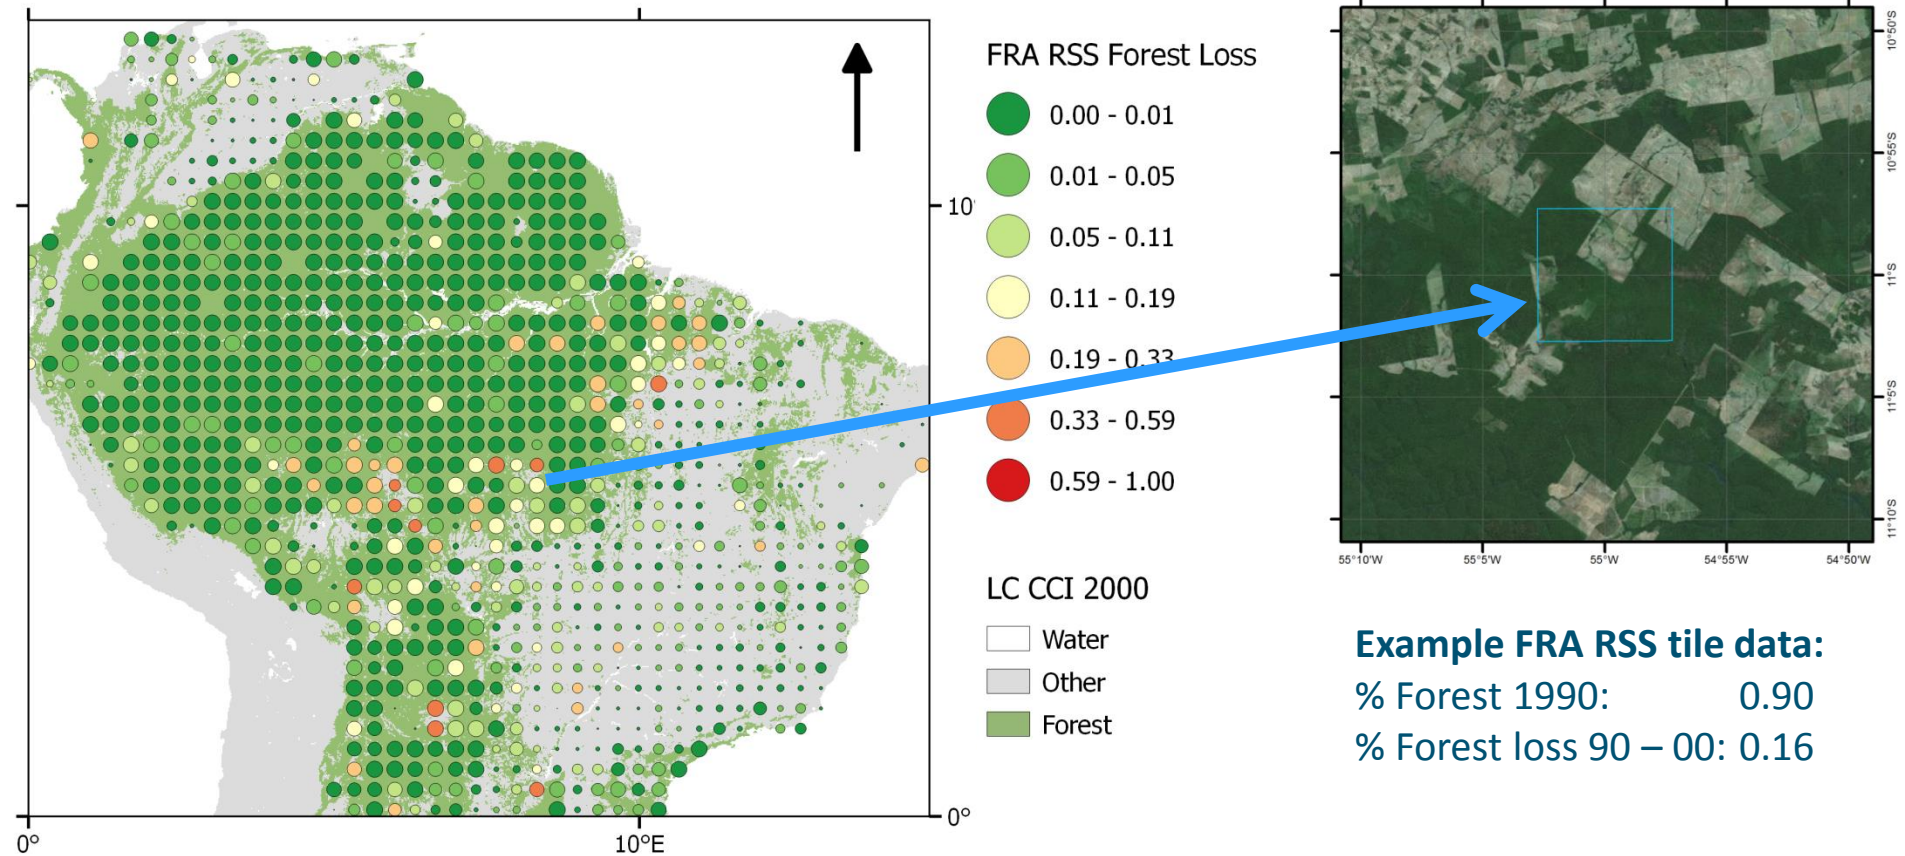 FRA RSS Forest Loss
0.00 - 0.01
0.01 - 0.05
0.05 - 0.11
0.11 - 0.19
0.19 - 0.33
0.33 - 0.59
0.59 - 1.00
LC CCI 2000
Water
Other
Forest
10°
0°
0°
10°E
10°50'S
10°55'S
11°S
11°5'S
11°10'S
55°10'W
55°5'W
55°W
54°55'W
54°50'W
Example FRA RSS tile data:
% Forest 1990: 0.90
% Forest loss 90 – 00: 0.16